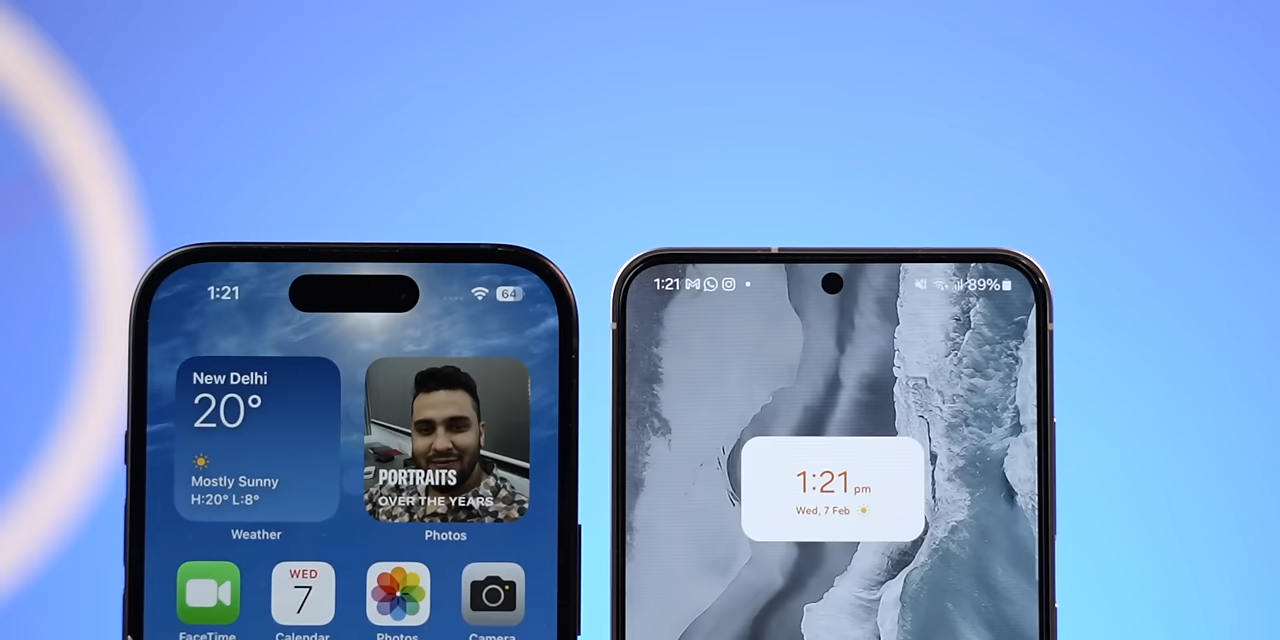 1:21
64
New Delhi
20°
Mostly Sunny
H:20° L:8°
Weather
PORTRAITS
OVER THE YEARS
Photos
WED
7
FaceTime
Calendar
Photos
Camera
1:21
89%
1:21 pm
Wed, 7 Feb